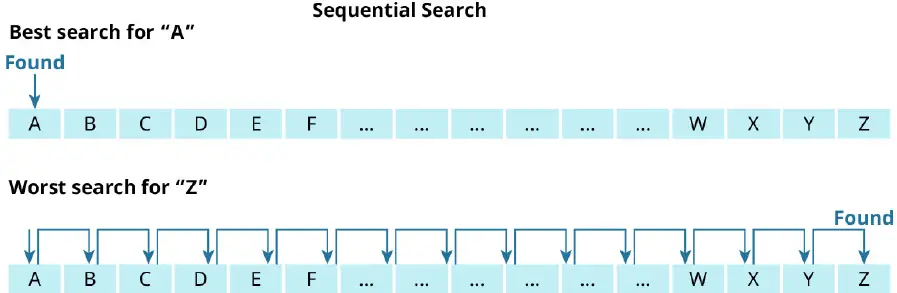 Sequential Search
Best search for “A”
Found
A B C D E F ... ... ... ... ... ... W X Y Z
Worst search for “Z”
Found
A B C D E F ... ... ... ... ... ... W X Y Z